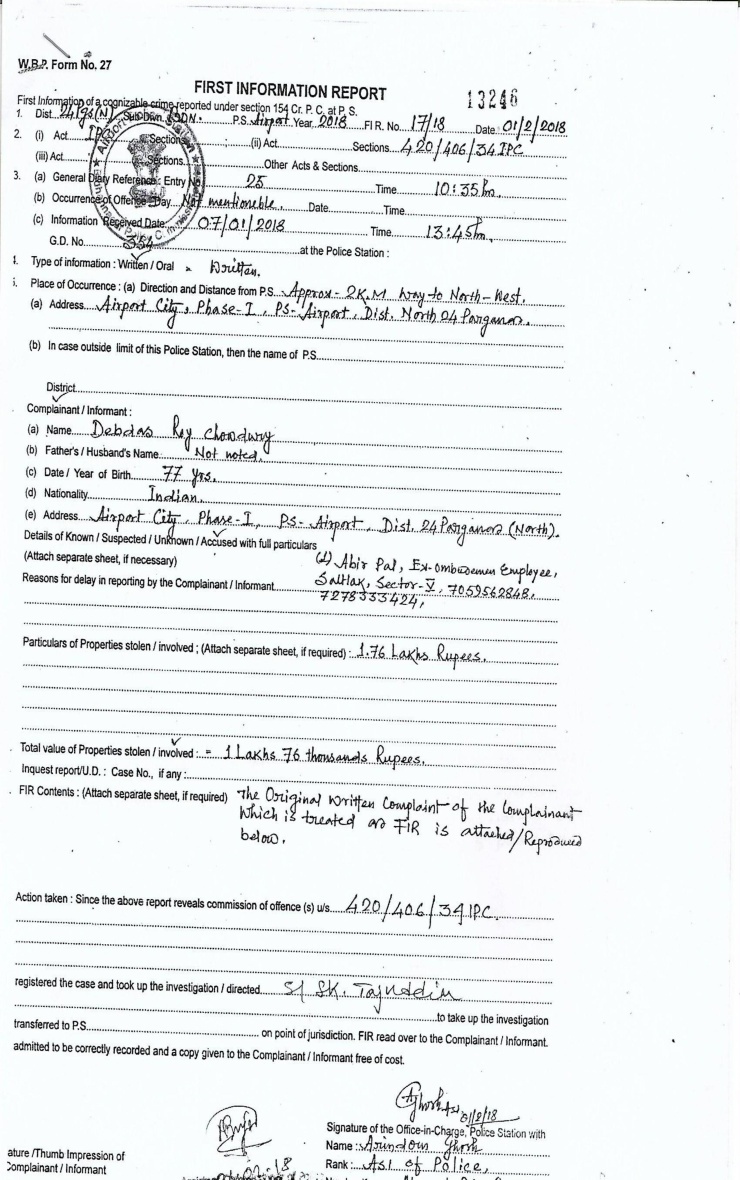 W.B.P. Form No. 27
FIRST INFORMATION REPORT
13246
First Information of a cognizable crime reported under section 154 Cr. P. C. at P. S.
1. Dist. 24 Pgs (N) Sub-Divn. BDN. P.S. Airport Year 2018 FIR. No. 17/18 Date 01/2/2018
2. (i) Act IPC Sections (ii) Act Sections 420/406/34 IPC
(iii) Act Sections Other Acts & Sections
3. (a) General Diary Reference : Entry No 25 Time 10:35 hrs
(b) Occurrence of Offence : Day Not mentionable. Date Time
(c) Information Received Date 07/01/2018 Time 13:45 hrs.
G.D. No. 354 at the Police Station :
Type of information : Written / Oral Written.
Place of Occurrence : (a) Direction and Distance from P.S. Approx- 2K.M way to North-West.
(a) Address Airport City, Phase-I, PS- Airport, Dist. North 24 Parganas.
(b) In case outside limit of this Police Station, then the name of P.S.
District
Complainant / Informant :
(a) Name Debdas Roy Chowdury
(b) Father's / Husband's Name Not noted.
(c) Date / Year of Birth 77 yrs.
(d) Nationality Indian.
(e) Address Airport City, Phase-I, PS- Airport, Dist. 24 Parganas (North).
Details of Known / Suspected / Unknown / Accused with full particulars
(Attach separate sheet, if necessary) (1) Abir Pal, Ex-ombudsmen Employee,
Reasons for delay in reporting by the Complainant / Informant Saltlak, Sector-V, 7059562848,
7278333424,
Particulars of Properties stolen / involved ; (Attach separate sheet, if required) : 1.76 Lakhs Rupees.
Total value of Properties stolen / involved : = 1 Lakhs 76 thousands Rupees.
Inquest report/U.D. : Case No., if any :
FIR Contents : (Attach separate sheet, if required) The Original Written Complaint of the Complainant
Which is treated as FIR is attached/Reproduced
below.
Action taken : Since the above report reveals commission of offence (s) u/s 420/406/34 IPC.
registered the case and took up the investigation / directed SI SK. Tajuddin
to take up the investigation
transferred to P.S. on point of jurisdiction. FIR read over to the Complainant / Informant.
admitted to be correctly recorded and a copy given to the Complainant / Informant free of cost.
Signature of the Office-in-Charge, Police Station with
ature /Thumb Impression of Name : Arindam Ghosh
Complainant / Informant Rank : ASI of Police,